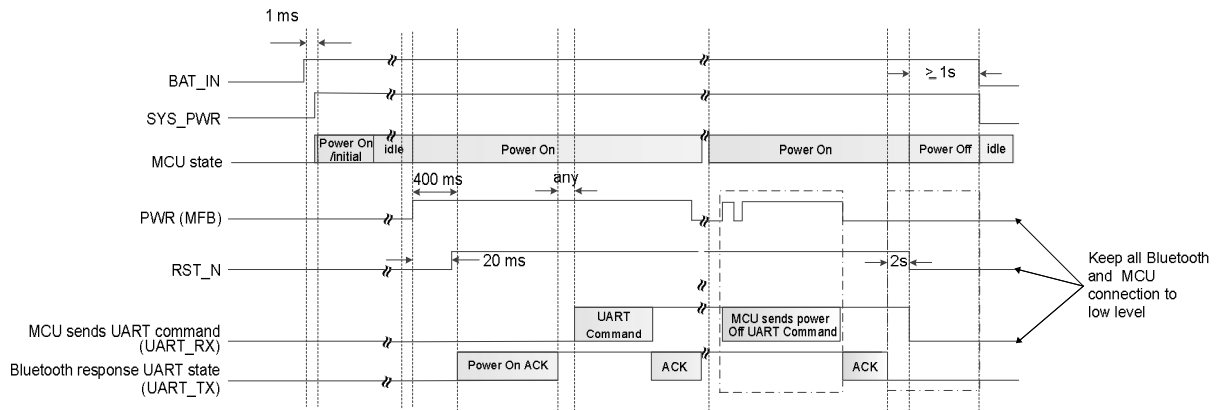 1 ms
BAT_IN
≥ 1s
SYS_PWR
MCU state
Power On
/initial
idle
Power On
Power On
Power Off
idle
400 ms
any
PWR (MFB)
RST_N
20 ms
2s
Keep all Bluetooth
and MCU
connection to
low level
MCU sends UART command
(UART_RX)
UART
Command
MCU sends power
Off UART Command
Bluetooth response UART state
(UART_TX)
Power On ACK
ACK
ACK